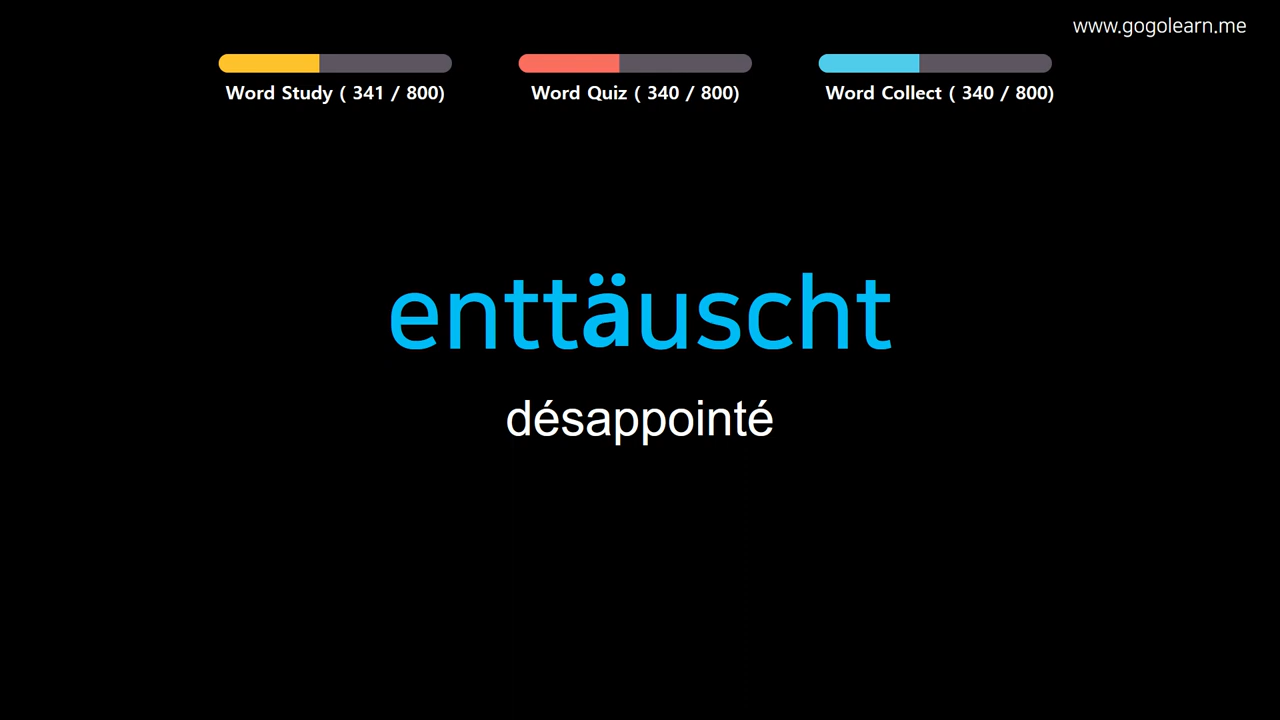 www.gogolearn.me
Word Study ( 341 / 800)
Word Quiz ( 340 / 800)
Word Collect ( 340 / 800)
enttäuscht
désappointé